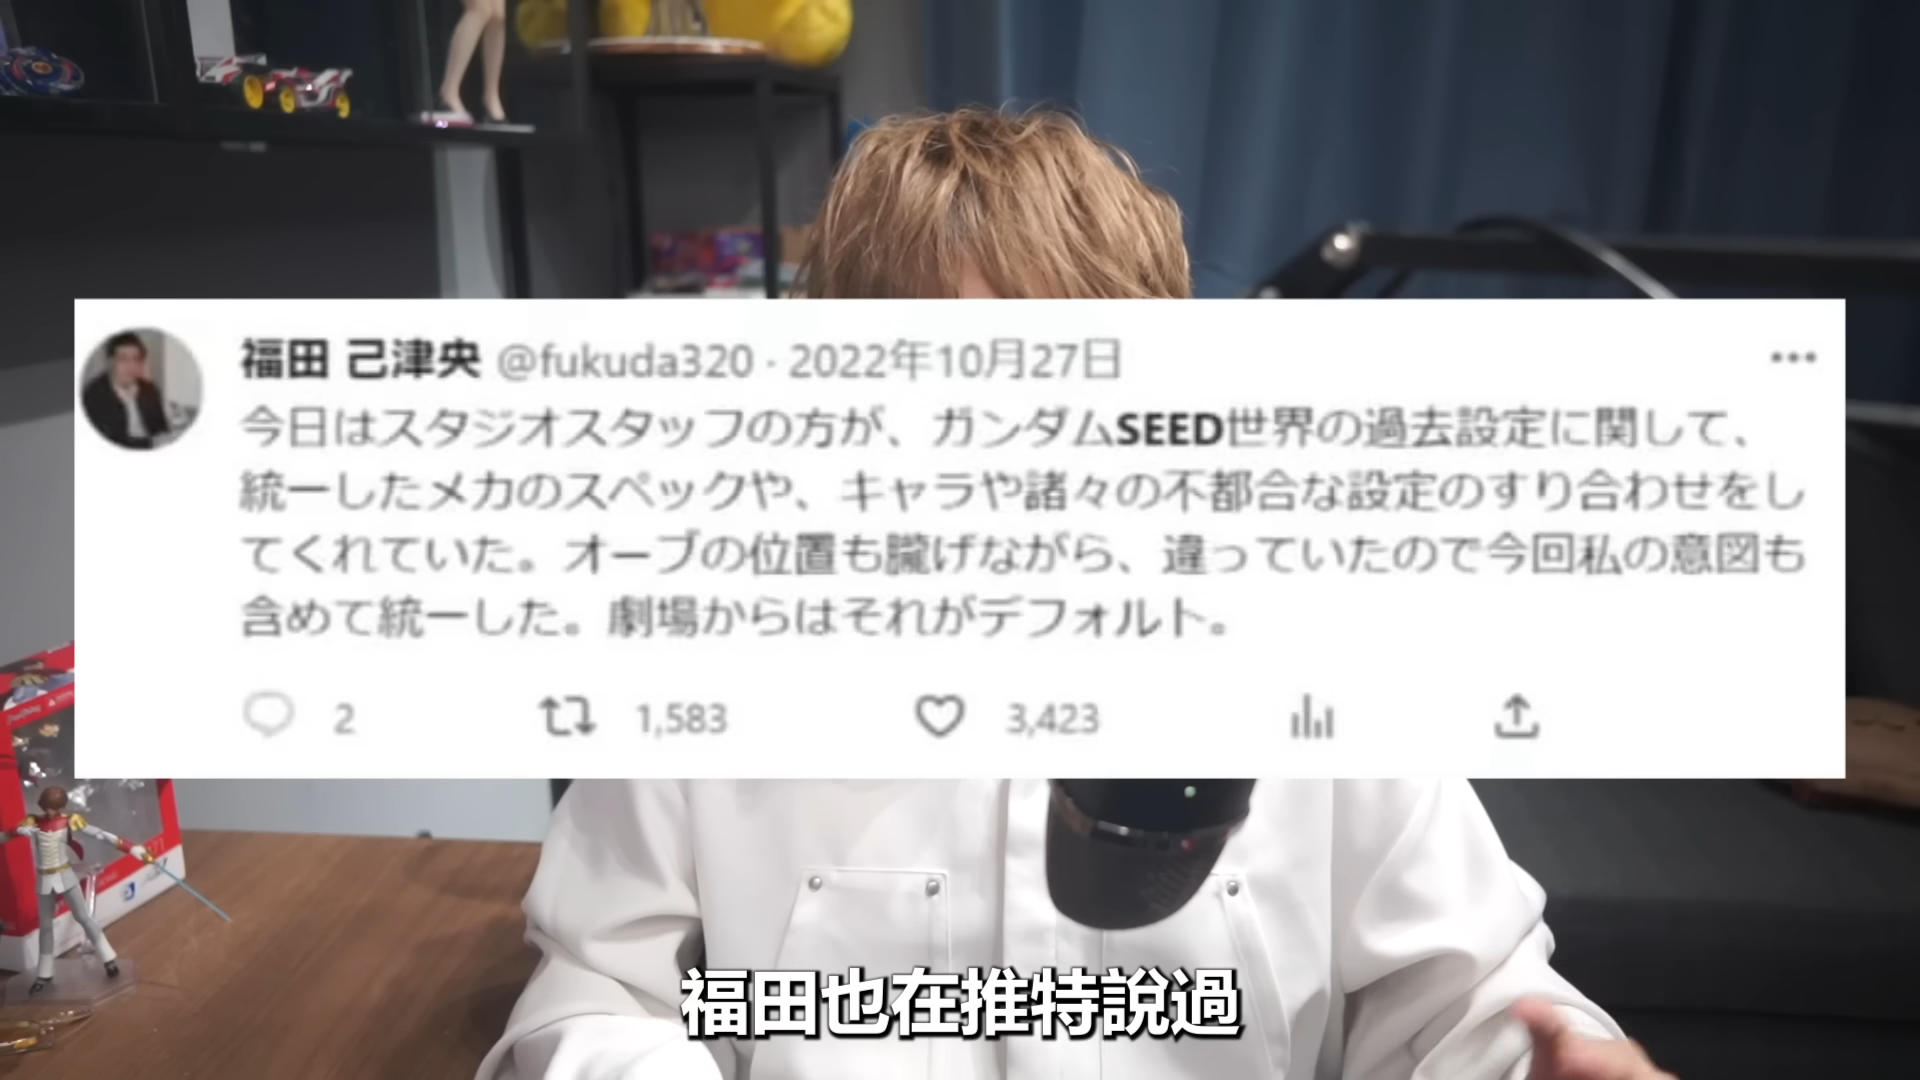 福田 己津央 @fukuda320 · 2022年10月27日
今日はスタジオスタッフの方が、ガンダムSEED世界の過去設定に関して、
統一したメカのスペックや、キャラや諸々の不都合な設定のすり合わせをし
てくれていた。オーブの位置も朧げながら、違っていたので今回私の意図も
含めて統一した。劇場からはそれがデフォルト。
2 1,583 3,423
福田也在推特說過